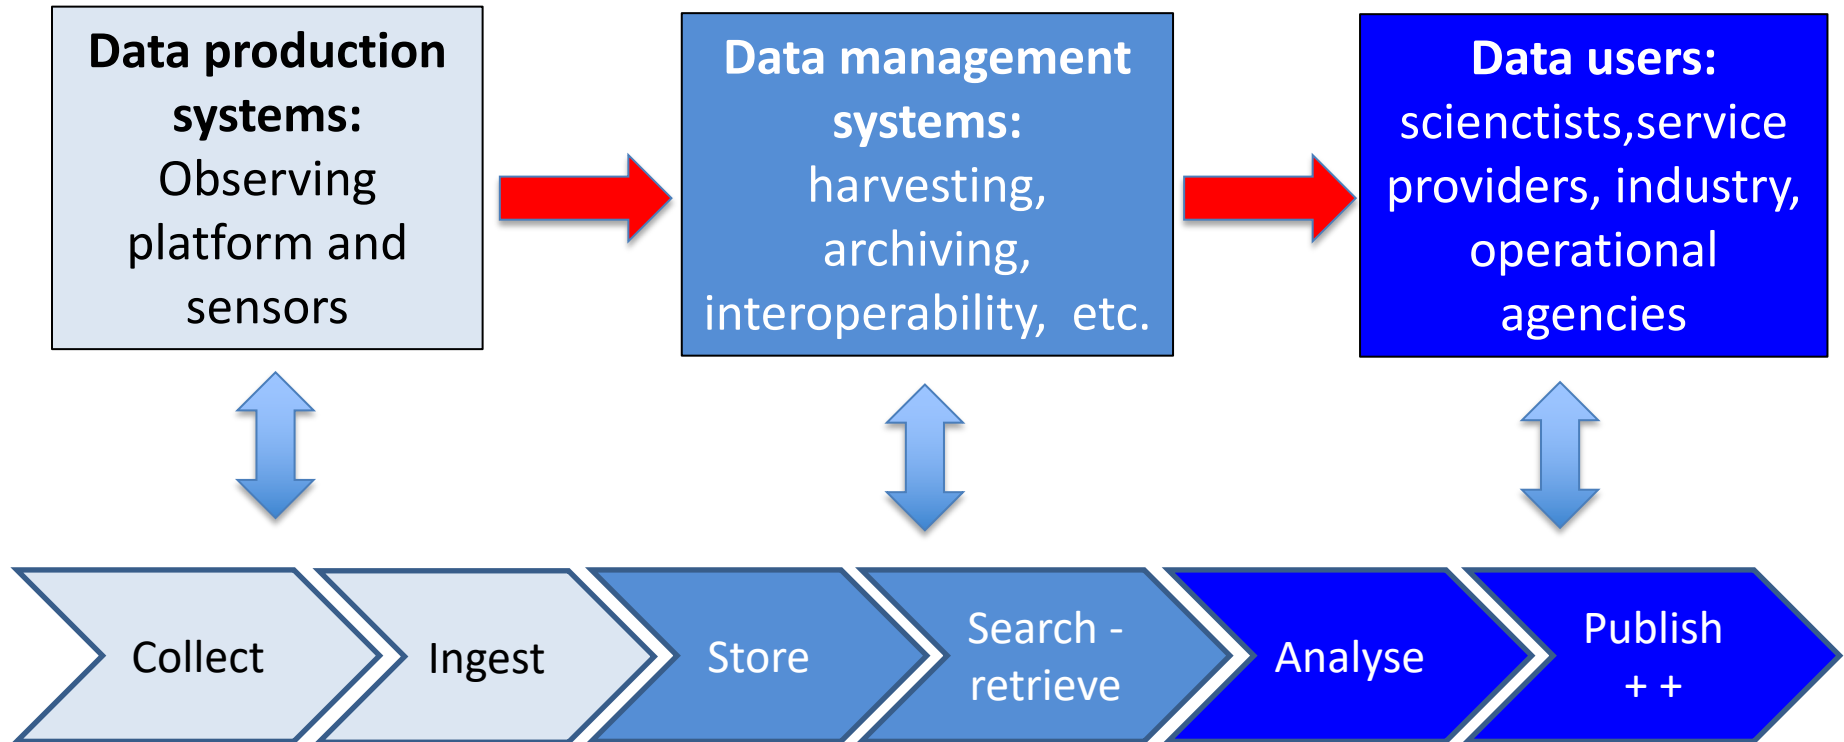 Data production
systems:
Observing
platform and
sensors
Data management
systems:
harvesting,
archiving,
interoperability,  etc.
Data users:
scienctists,service
providers, industry,
operational
agencies
Collect
Ingest
Store
Search -
retrieve
Analyse
Publish
+ +